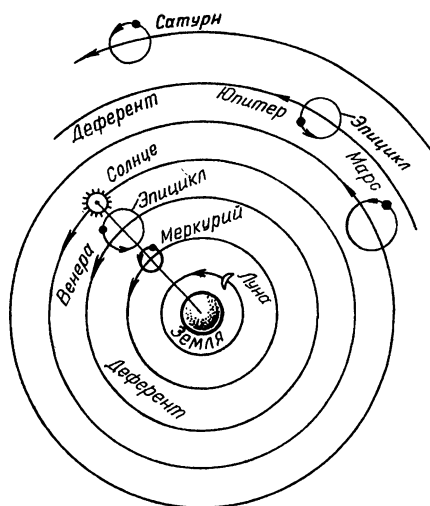 Сатурн
Деферент
Юпитер
Эпицикл
Марс
Солнце
Эпицикл
Меркурий
Венера
Луна
Земля
Деферент